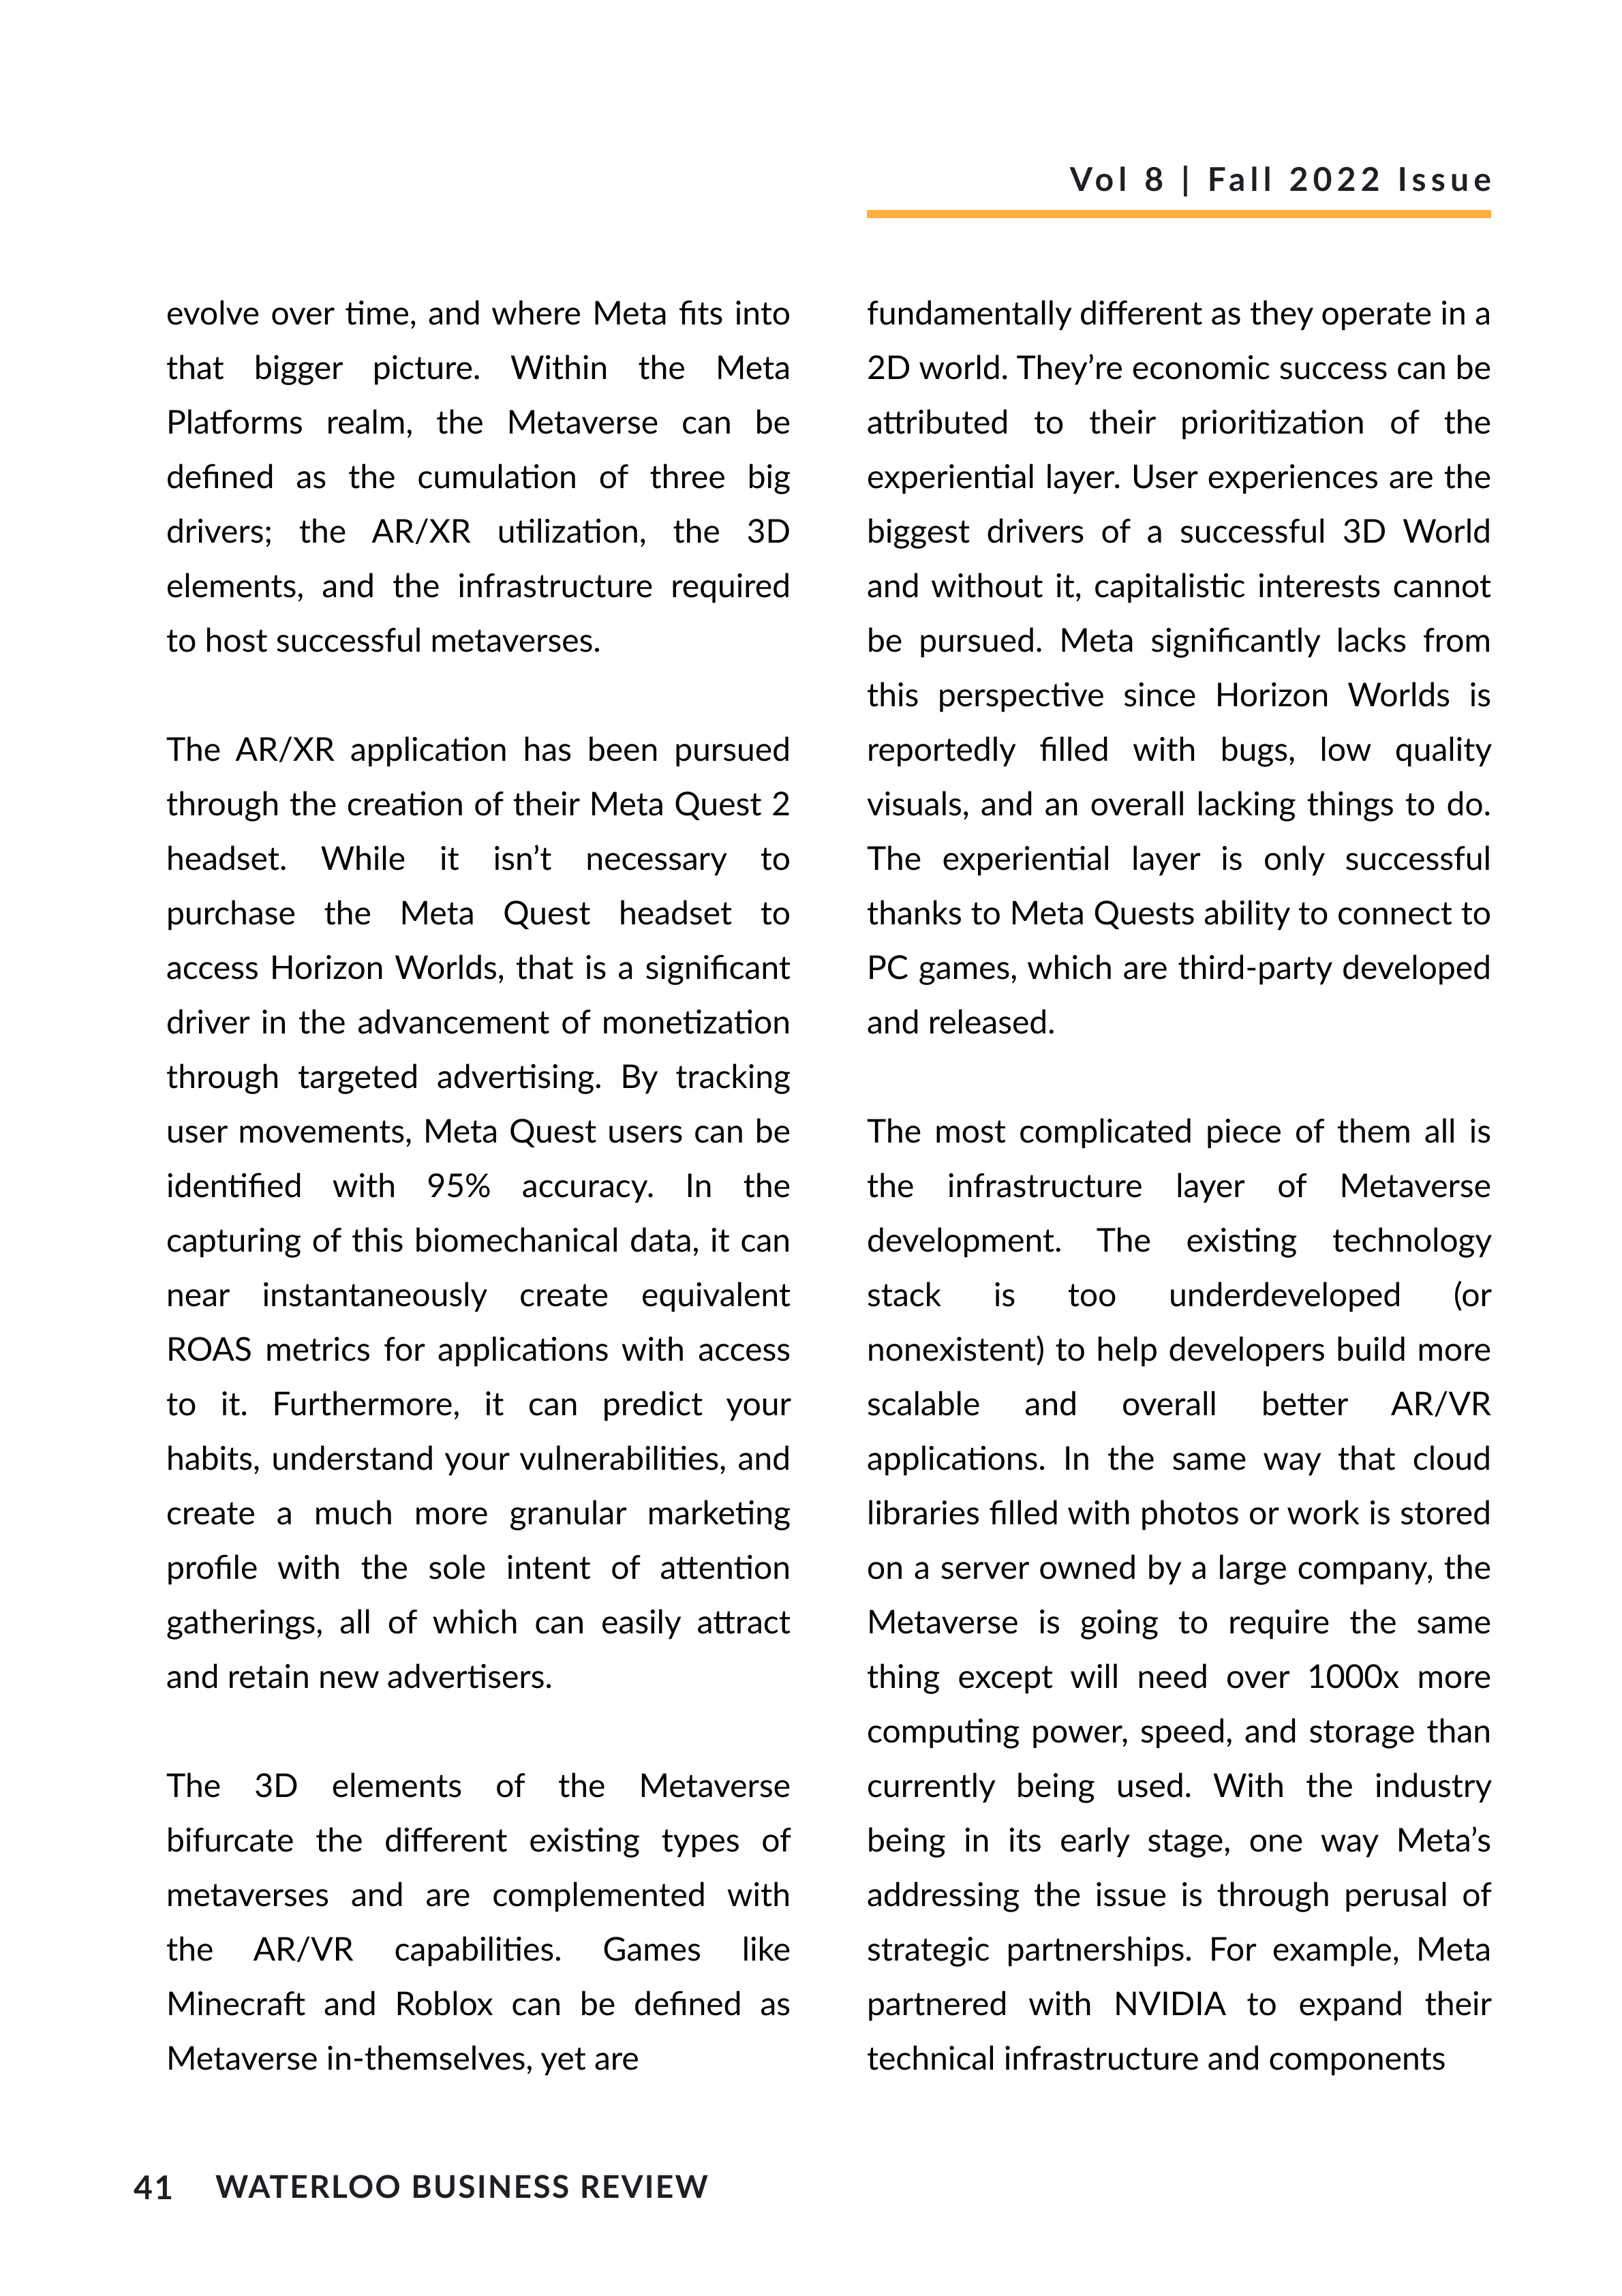 Vol 8 | Fall 2022 Issue
evolve over time, and where Meta fits into
that bigger picture. Within the Meta
Platforms realm, the Metaverse can be
defined as the cumulation of three big
drivers; the AR/XR utilization, the 3D
elements, and the infrastructure required
to host successful metaverses.
The AR/XR application has been pursued
through the creation of their Meta Quest 2
headset. While it isn’t necessary to
purchase the Meta Quest headset to
access Horizon Worlds, that is a significant
driver in the advancement of monetization
through targeted advertising. By tracking
user movements, Meta Quest users can be
identified with 95% accuracy. In the
capturing of this biomechanical data, it can
near instantaneously create equivalent
ROAS metrics for applications with access
to it. Furthermore, it can predict your
habits, understand your vulnerabilities, and
create a much more granular marketing
profile with the sole intent of attention
gatherings, all of which can easily attract
and retain new advertisers.
The 3D elements of the Metaverse
bifurcate the different existing types of
metaverses and are complemented with
the AR/VR capabilities. Games like
Minecraft and Roblox can be defined as
Metaverse in-themselves, yet are
fundamentally different as they operate in a
2D world. They’re economic success can be
attributed to their prioritization of the
experiential layer. User experiences are the
biggest drivers of a successful 3D World
and without it, capitalistic interests cannot
be pursued. Meta significantly lacks from
this perspective since Horizon Worlds is
reportedly filled with bugs, low quality
visuals, and an overall lacking things to do.
The experiential layer is only successful
thanks to Meta Quests ability to connect to
PC games, which are third-party developed
and released.
The most complicated piece of them all is
the infrastructure layer of Metaverse
development. The existing technology
stack is too underdeveloped (or
nonexistent) to help developers build more
scalable and overall better AR/VR
applications. In the same way that cloud
libraries filled with photos or work is stored
on a server owned by a large company, the
Metaverse is going to require the same
thing except will need over 1000x more
computing power, speed, and storage than
currently being used. With the industry
being in its early stage, one way Meta’s
addressing the issue is through perusal of
strategic partnerships. For example, Meta
partnered with NVIDIA to expand their
technical infrastructure and components
41 WATERLOO BUSINESS REVIEW